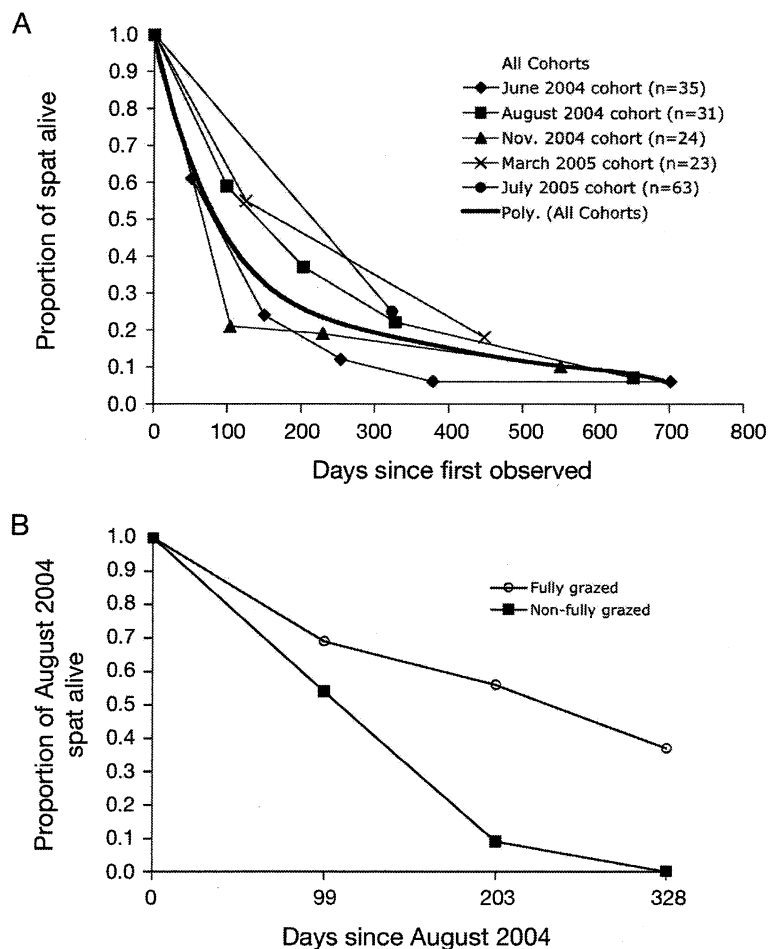 A
Proportion of spat alive
1.0
0.9
0.8
0.7
0.6
0.5
0.4
0.3
0.2
0.1
0.0
0 100 200 300 400 500 600 700 800
Days since first observed
All Cohorts
June 2004 cohort (n=35)
August 2004 cohort (n=31)
Nov. 2004 cohort (n=24)
March 2005 cohort (n=23)
July 2005 cohort (n=63)
Poly. (All Cohorts)
B
Proportion of August 2004
spat alive
1.0
0.9
0.8
0.7
0.6
0.5
0.4
0.3
0.2
0.1
0.0
0 99 203 328
Days since August 2004
Fully grazed
Non-fully grazed